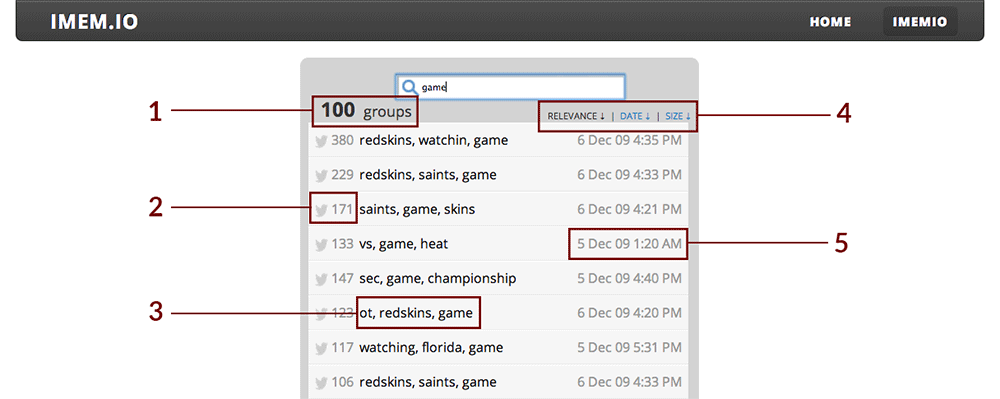 IMEM.IO HOME IMEMIO
game
1 100 groups RELEVANCE ↓ | DATE ↓ | SIZE ↓ 4
380 redskins, watchin, game 6 Dec 09 4:35 PM
229 redskins, saints, game 6 Dec 09 4:33 PM
2 171 saints, game, skins 6 Dec 09 4:21 PM
133 vs, game, heat 5 Dec 09 1:20 AM 5
147 sec, game, championship 5 Dec 09 4:40 PM
3 123 ot, redskins, game 6 Dec 09 4:20 PM
117 watching, florida, game 5 Dec 09 5:31 PM
106 redskins, saints, game 6 Dec 09 4:33 PM